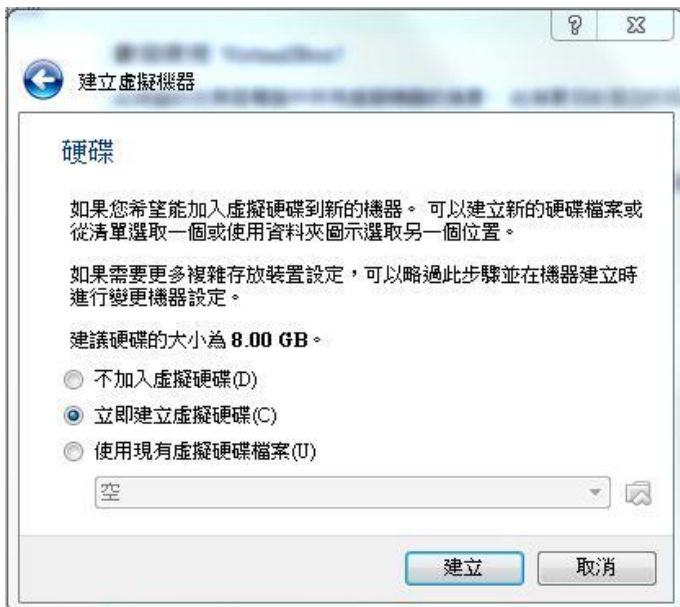 建立虛擬機器
硬碟
如果您希望能加入虛擬硬碟到新的機器。 可以建立新的硬碟檔案或
從清單選取一個或使用資料夾圖示選取另一個位置。
如果需要更多複雜存放裝置設定，可以略過此步驟並在機器建立時
進行變更機器設定。
建議硬碟的大小為 8.00 GB。
不加入虛擬硬碟(D)
立即建立虛擬硬碟(C)
使用現有虛擬硬碟檔案(U)
空
建立
取消